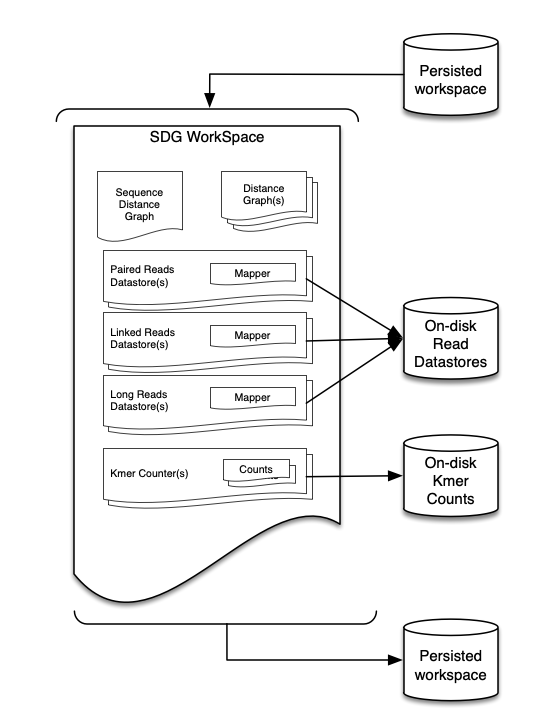 Persisted
workspace
SDG WorkSpace
Sequence
Distance
Graph
Distance
Graph(s)
Paired Reads
Datastore(s)
Mapper
Linked Reads
Datastore(s)
Mapper
On-disk
Read
Datastores
Long Reads
Datastore(s)
Mapper
Kmer Counter(s)
Counts
On-disk
Kmer
Counts
Persisted
workspace